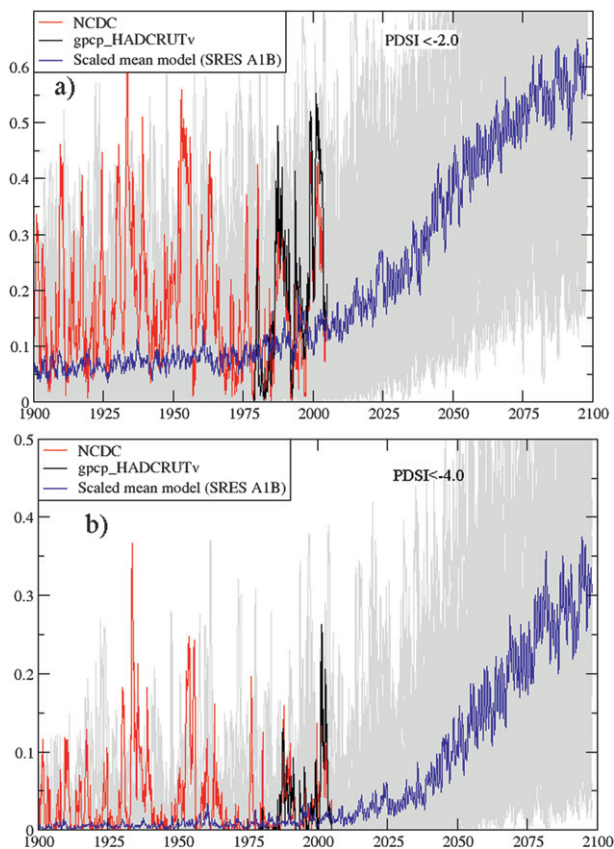 NCDC
gpcp_HADCRUTv
Scaled mean model (SRES A1B)
PDSI <-2.0
a)
0.6
0.5
0.4
0.3
0.2
0.1
0
1900 1925 1950 1975 2000 2025 2050 2075 2100
0.5
NCDC
gpcp_HADCRUTv
Scaled mean model (SRES A1B)
PDSI<-4.0
b)
0.4
0.3
0.2
0.1
0
1900 1925 1950 1975 2000 2025 2050 2075 2100